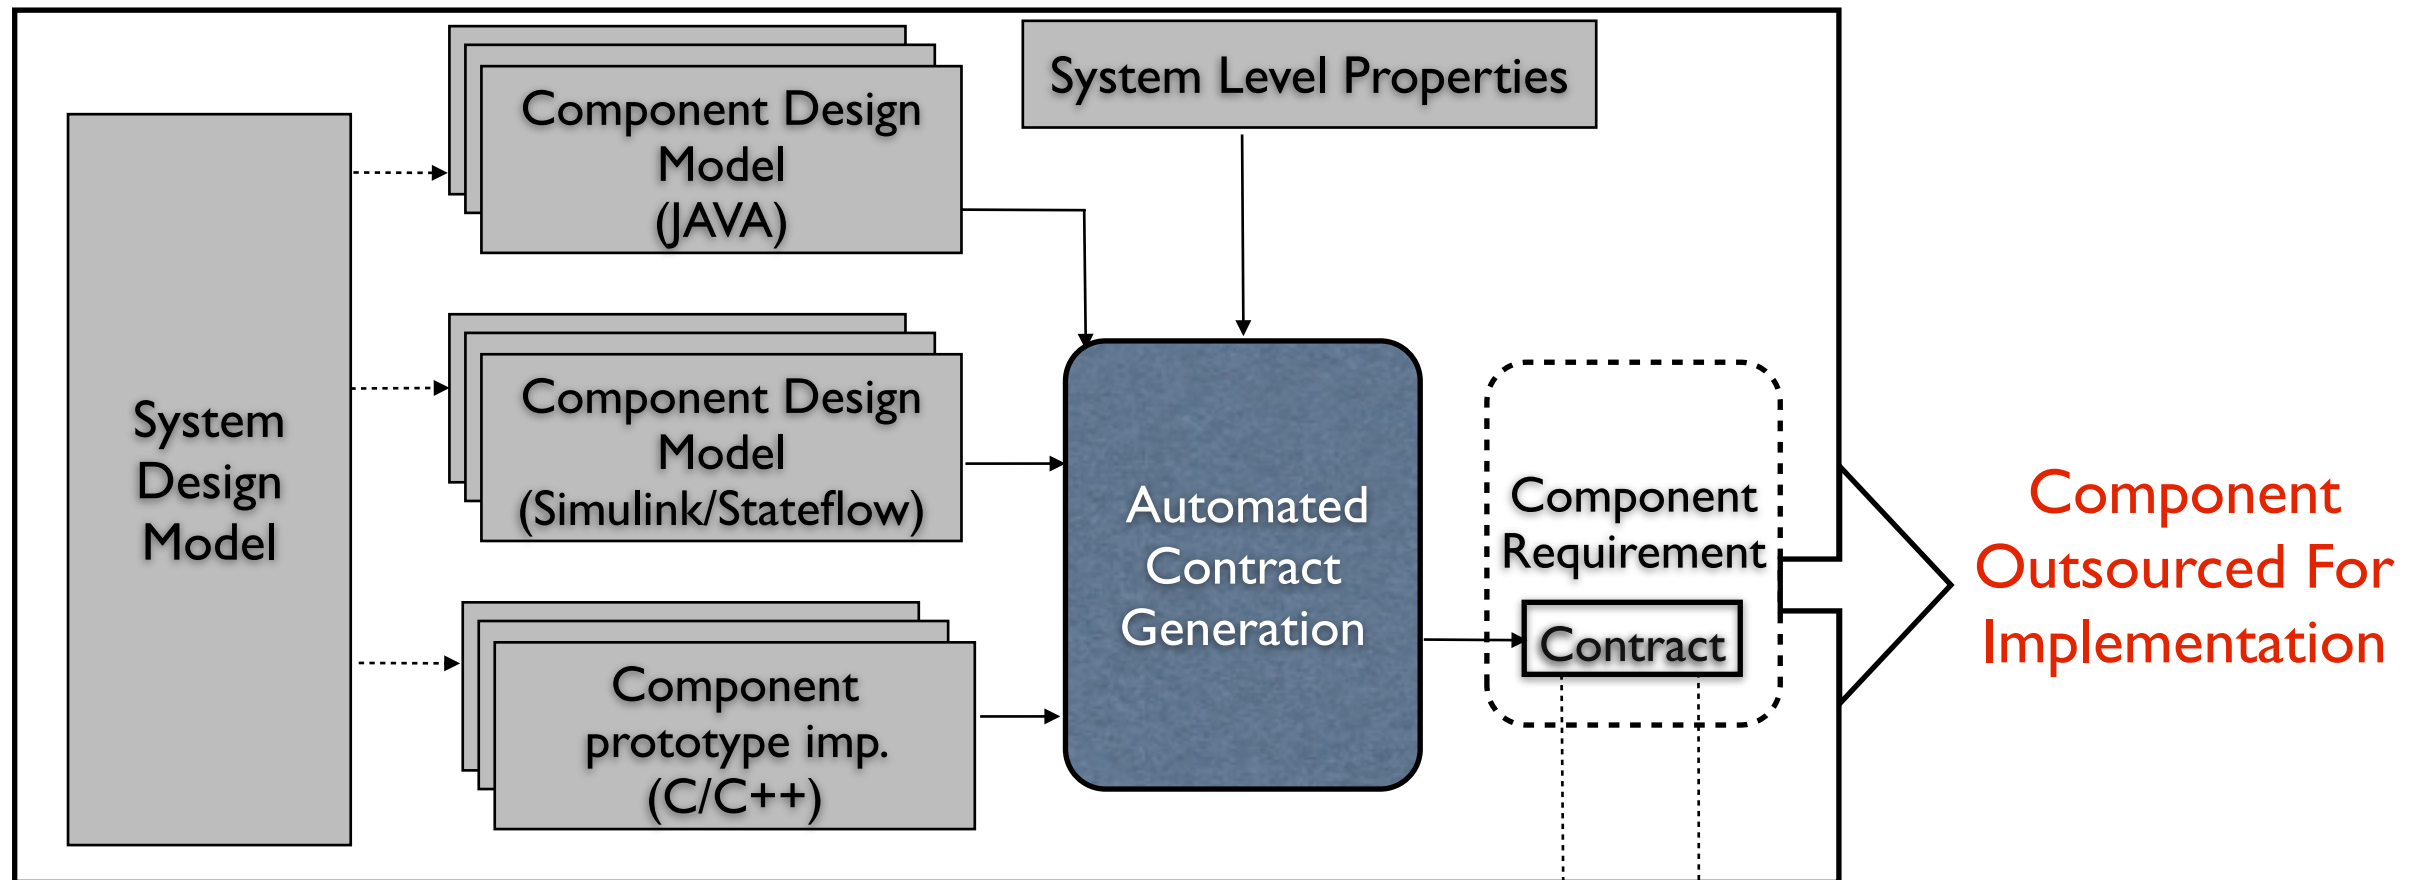 System Level Properties
Component Design
Model
(JAVA)
System
Design
Model
Component Design
Model
(Simulink/Stateflow)
Component
prototype imp.
(C/C++)
Automated
Contract
Generation
Component
Requirement
Contract
Component
Outsourced For
Implementation